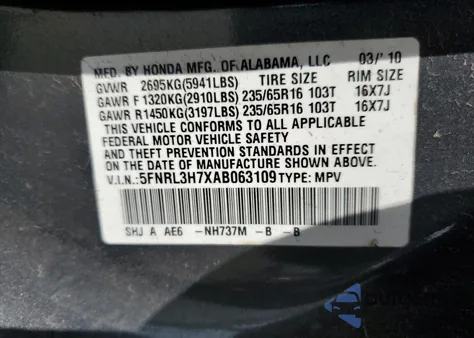 MFD. BY HONDA MFG. OF ALABAMA, LLC 03/'10
GVWR 2695KG(5941LBS) TIRE SIZE RIM SIZE
GAWR F1320KG(2910LBS) 235/65R16 103T 16X7J
GAWR R1450KG(3197LBS) 235/65R16 103T 16X7J
THIS VEHICLE CONFORMS TO ALL APPLICABLE
FEDERAL MOTOR VEHICLE SAFETY
AND THEFT PREVENTION STANDARDS IN EFFECT ON
THE DATE OF MANUFACTURE SHOWN ABOVE.
V.I.N.: 5FNRL3H7XAB063109 TYPE: MPV
SHJ A AE6 -NH737M -B -B